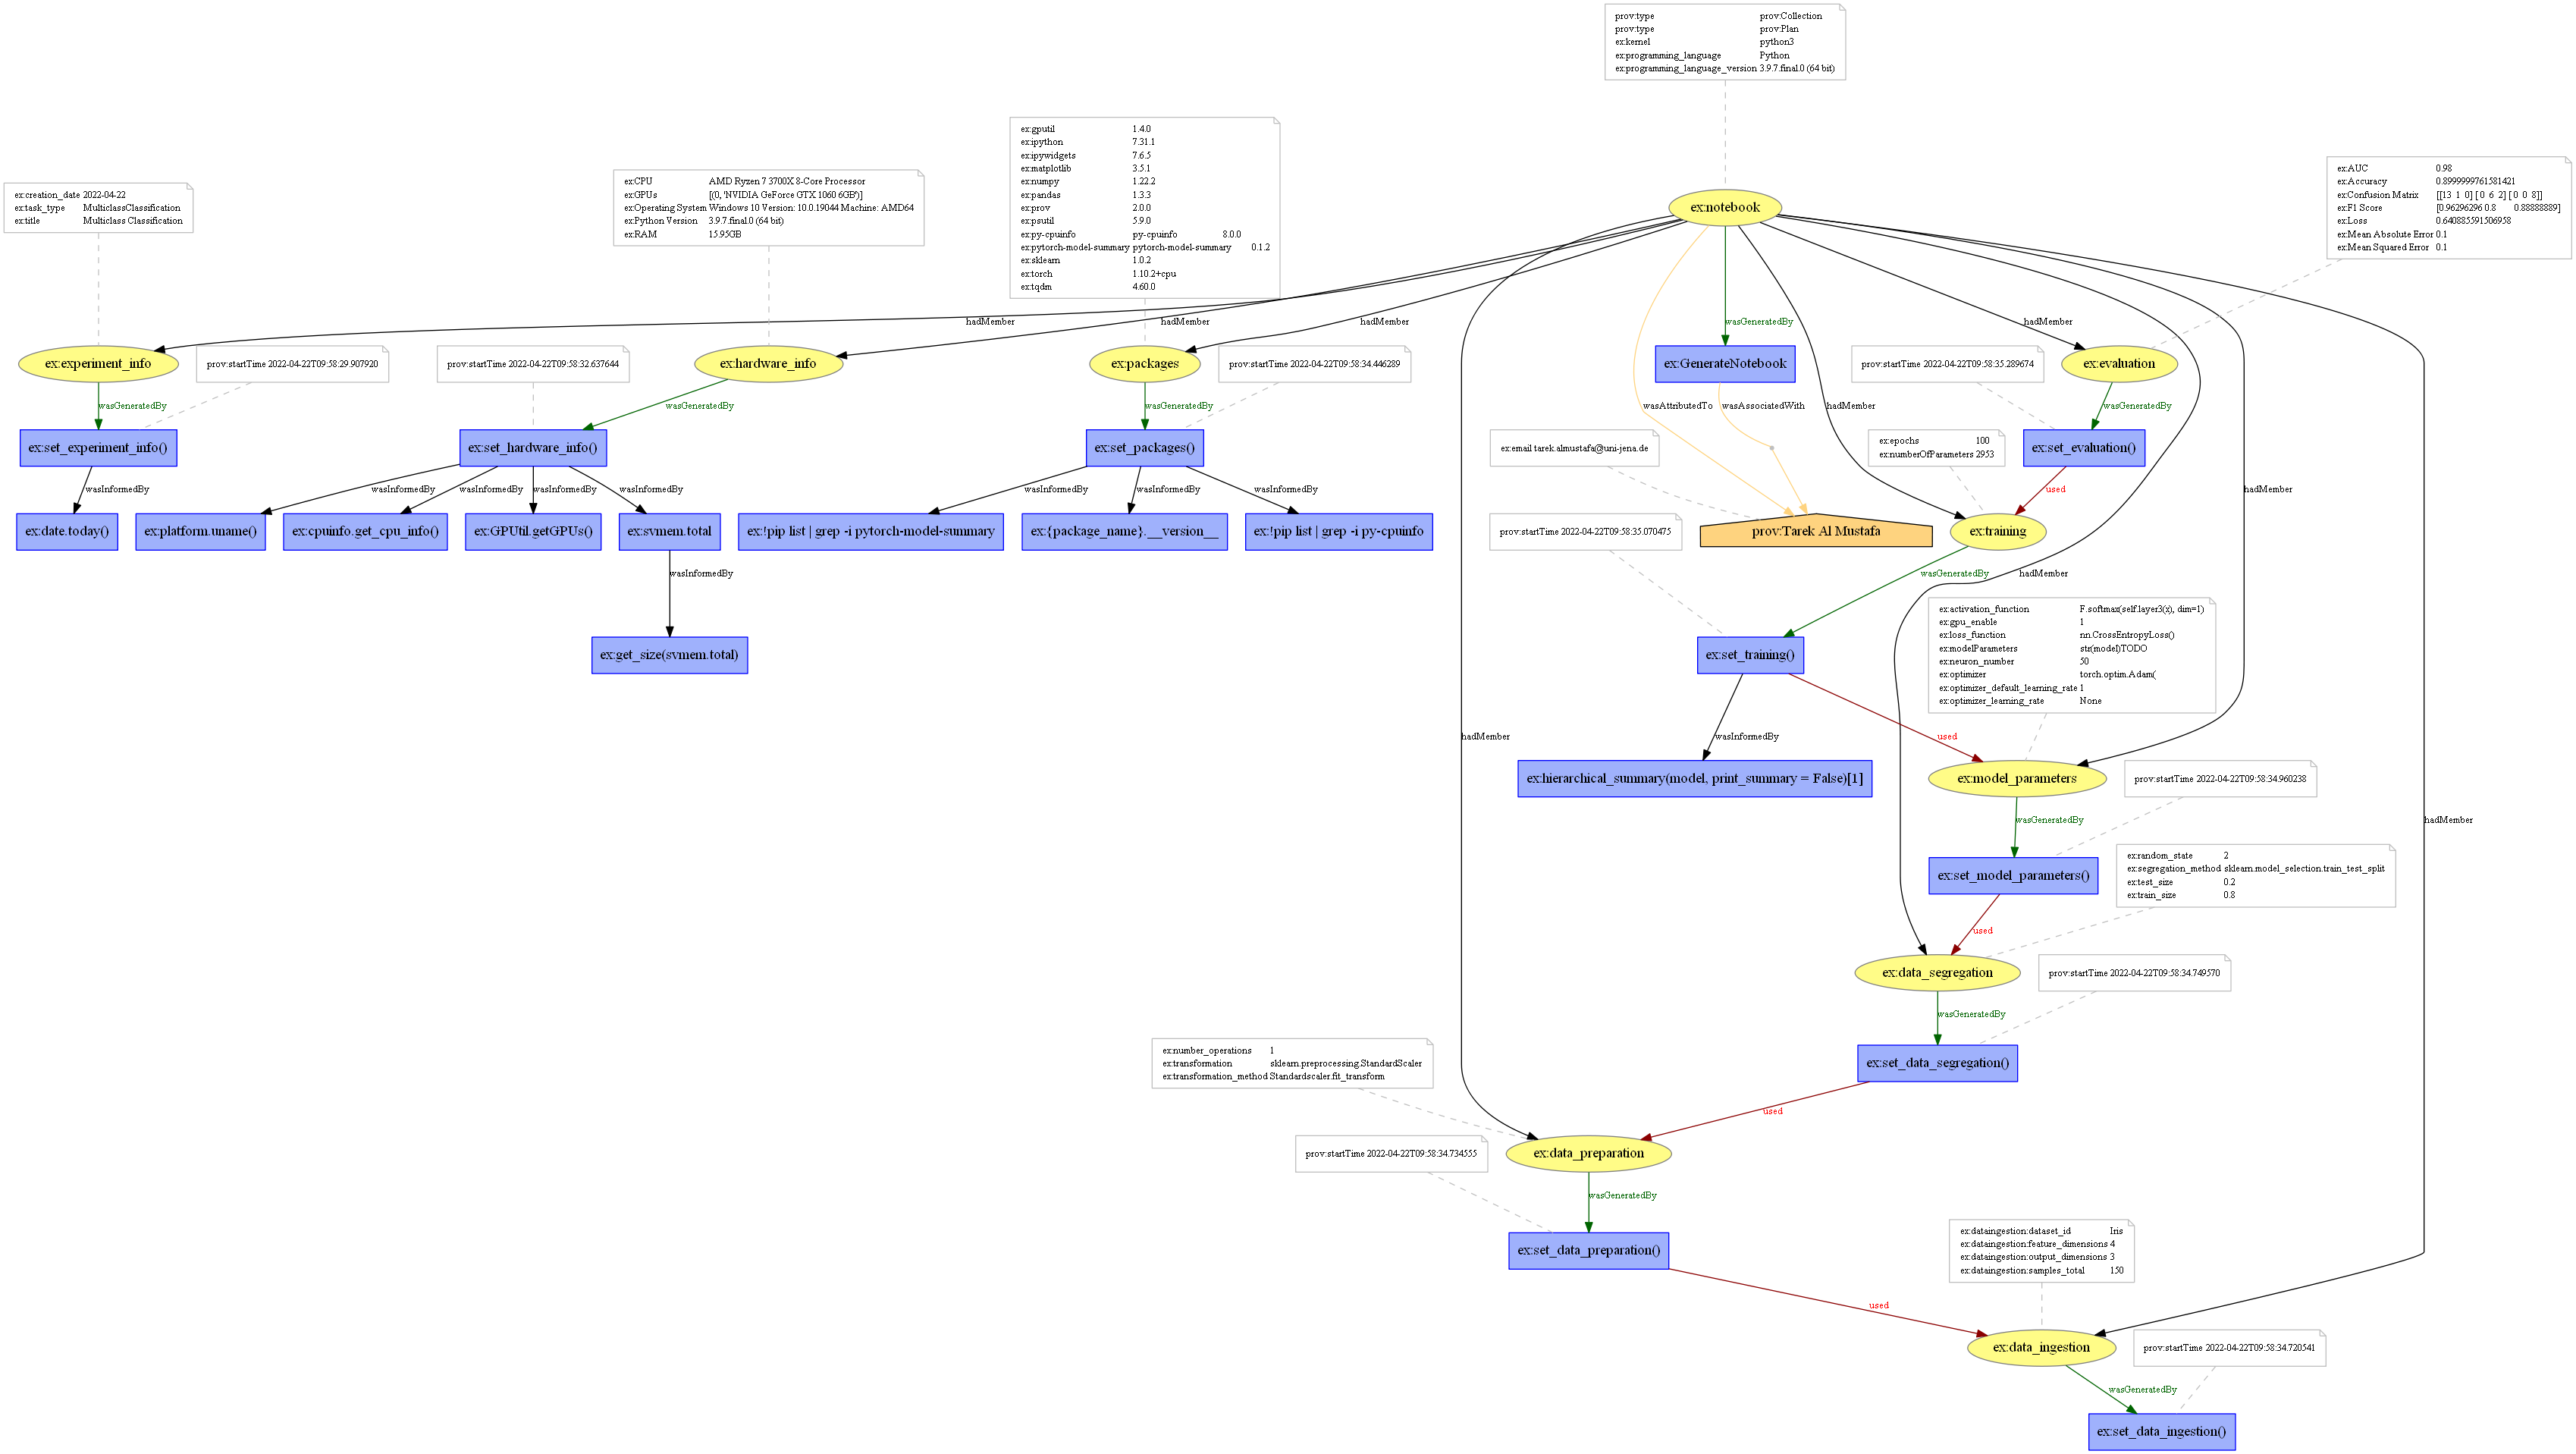 prov:type prov:Collection
prov:type prov:Plan
ex:kernel python3
ex:programming_language Python
ex:programming_language_version 3.9.7.final.0 (64 bit)
ex:gputil 1.4.0
ex:ipython 7.31.1
ex:ipywidgets 7.6.5
ex:matplotlib 3.5.1
ex:numpy 1.22.2
ex:pandas 1.3.3
ex:prov 2.0.0
ex:psutil 5.9.0
ex:py-cpuinfo py-cpuinfo 8.0.0
ex:pytorch-model-summary pytorch-model-summary 0.1.2
ex:sklearn 1.0.2
ex:torch 1.10.2+cpu
ex:tqdm 4.60.0
ex:AUC 0.98
ex:Accuracy 0.8999999761581421
ex:Confusion Matrix [[13 1 0] [ 0 6 2] [ 0 0 8]]
ex:F1 Score [0.96296296 0.8 0.88888889]
ex:Loss 0.640885591506958
ex:Mean Absolute Error 0.1
ex:Mean Squared Error 0.1
ex:creation_date 2022-04-22
ex:task_type MulticlassClassification
ex:title Multiclass Classification
ex:CPU AMD Ryzen 7 3700X 8-Core Processor
ex:GPUs [(0, 'NVIDIA GeForce GTX 1060 6GB')]
ex:Operating System Windows 10 Version: 10.0.19044 Machine: AMD64
ex:Python Version 3.9.7.final.0 (64 bit)
ex:RAM 15.95GB
ex:notebook
hadMember
hadMember
hadMember
wasGeneratedBy
hadMember
ex:experiment_info
prov:startTime 2022-04-22T09:58:29.907920
prov:startTime 2022-04-22T09:58:32.637644
ex:hardware_info
ex:packages
prov:startTime 2022-04-22T09:58:34.446289
ex:GenerateNotebook
prov:startTime 2022-04-22T09:58:35.289674
ex:evaluation
wasGeneratedBy
wasGeneratedBy
wasGeneratedBy
wasAttributedTo
wasAssociatedWith
hadMember
wasGeneratedBy
ex:set_experiment_info()
ex:set_hardware_info()
ex:set_packages()
ex:email tarek.almustafa@uni-jena.de
ex:epochs 100
ex:numberOfParameters 2953
ex:set_evaluation()
wasInformedBy
wasInformedBy
wasInformedBy
wasInformedBy
wasInformedBy
wasInformedBy
wasInformedBy
wasInformedBy
used
hadMember
ex:date.today()
ex:platform.uname()
ex:cpuinfo.get_cpu_info()
ex:GPUtil.getGPUs()
ex:svmem.total
ex:!pip list | grep -i pytorch-model-summary
ex:{package_name}.__version__
ex:!pip list | grep -i py-cpuinfo
prov:startTime 2022-04-22T09:58:35.070475
prov:Tarek Al Mustafa
ex:training
wasInformedBy
wasGeneratedBy
hadMember
ex:get_size(svmem.total)
ex:set_training()
ex:activation_function F.softmax(self.layer3(x), dim=1)
ex:gpu_enable 1
ex:loss_function nn.CrossEntropyLoss()
ex:modelParameters str(model)TODO
ex:neuron_number 50
ex:optimizer torch.optim.Adam(
ex:optimizer_default_learning_rate 1
ex:optimizer_learning_rate None
hadMember
wasInformedBy
used
ex:hierarchical_summary(model, print_summary = False)[1]
ex:model_parameters
prov:startTime 2022-04-22T09:58:34.960238
wasGeneratedBy
hadMember
ex:set_model_parameters()
ex:random_state 2
ex:segregation_method sklearn.model_selection.train_test_split
ex:test_size 0.2
ex:train_size 0.8
used
ex:data_segregation
prov:startTime 2022-04-22T09:58:34.749570
wasGeneratedBy
ex:number_operations 1
ex:transformation sklearn.preprocessing.StandardScaler
ex:transformation_method Standardscaler.fit_transform
ex:set_data_segregation()
used
prov:startTime 2022-04-22T09:58:34.734555
ex:data_preparation
wasGeneratedBy
ex:set_data_preparation()
ex:dataingestion:dataset_id Iris
ex:dataingestion:feature_dimensions 4
ex:dataingestion:output_dimensions 3
ex:dataingestion:samples_total 150
used
ex:data_ingestion
prov:startTime 2022-04-22T09:58:34.720541
wasGeneratedBy
ex:set_data_ingestion()